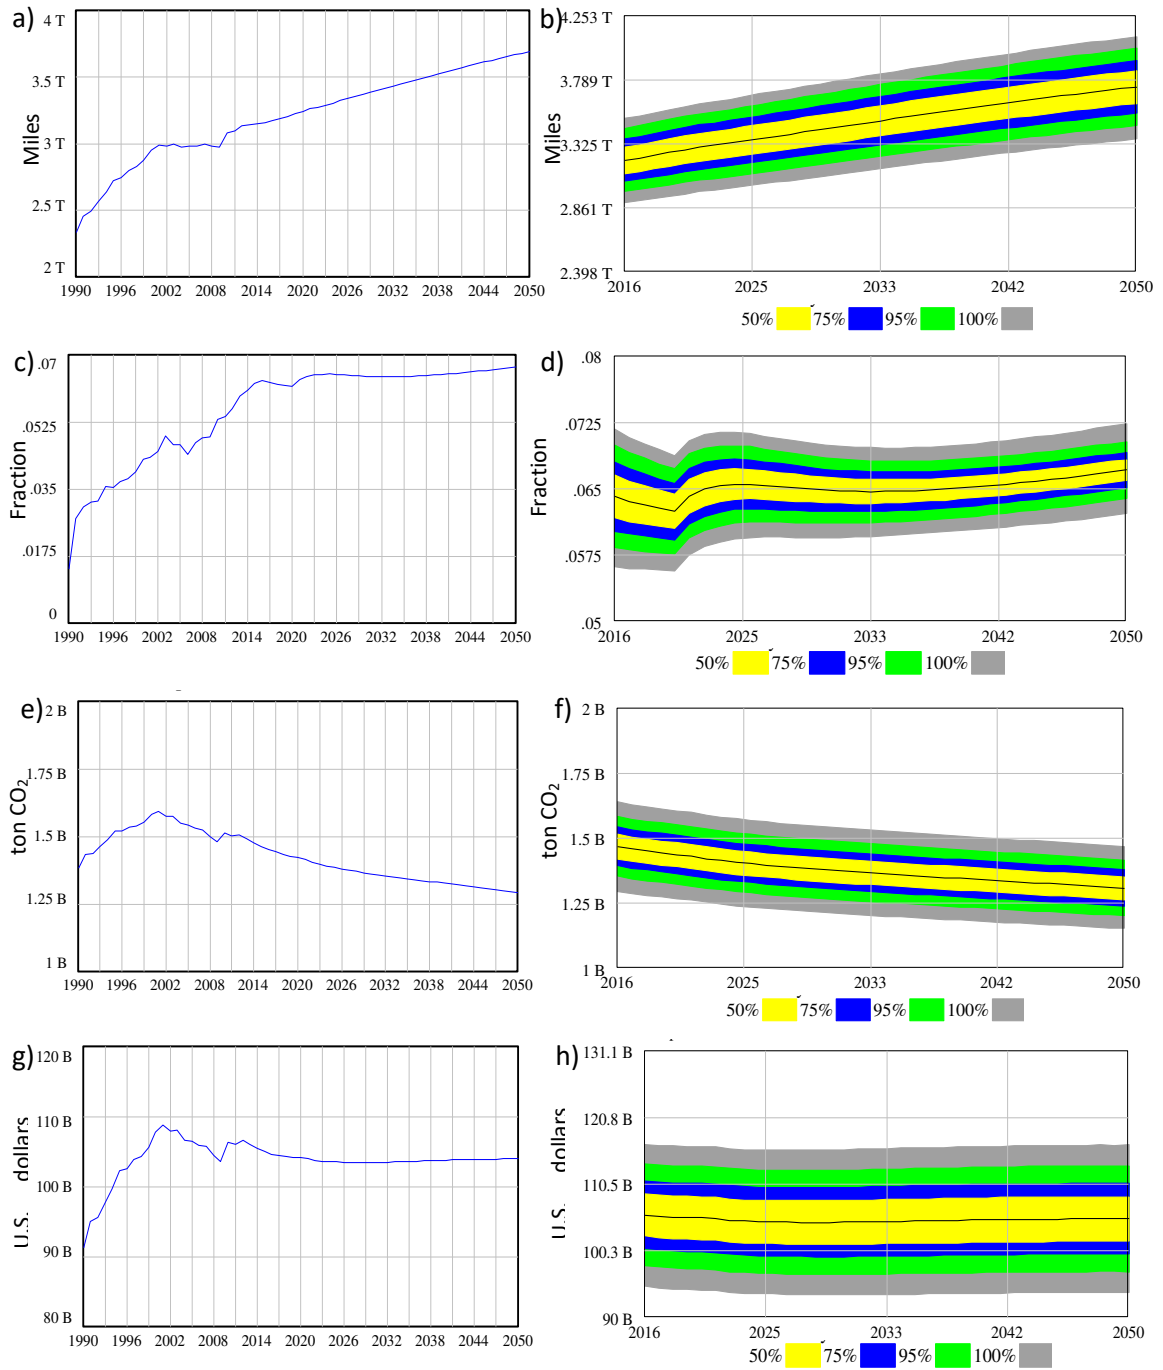 a)
4 T
3.5 T
3 T
2.5 T
2 T
Miles
1990 1996 2002 2008 2014 2020 2026 2032 2038 2044 2050
b)
4.253 T
3.789 T
3.325 T
2.861 T
2.398 T
Miles
2016 2025 2033 2042 2050
50% 75% 95% 100%
c)
.07
.0525
.035
.0175
0
Fraction
1990 1996 2002 2008 2014 2020 2026 2032 2038 2044 2050
d)
.08
.0725
.065
.0575
.05
Fraction
2016 2025 2033 2042 2050
50% 75% 95% 100%
e)
2 B
1.75 B
1.5 B
1.25 B
1 B
ton CO2
1990 1996 2002 2008 2014 2020 2026 2032 2038 2044 2050
f)
2 B
1.75 B
1.5 B
1.25 B
1 B
ton CO2
2016 2025 2033 2042 2050
50% 75% 95% 100%
g)
120 B
110 B
100 B
90 B
80 B
U.S. dollars
1990 1996 2002 2008 2014 2020 2026 2032 2038 2044 2050
h)
131.1 B
120.8 B
110.5 B
100.3 B
90 B
U.S. dollars
2016 2025 2033 2042 2050
50% 75% 95% 100%